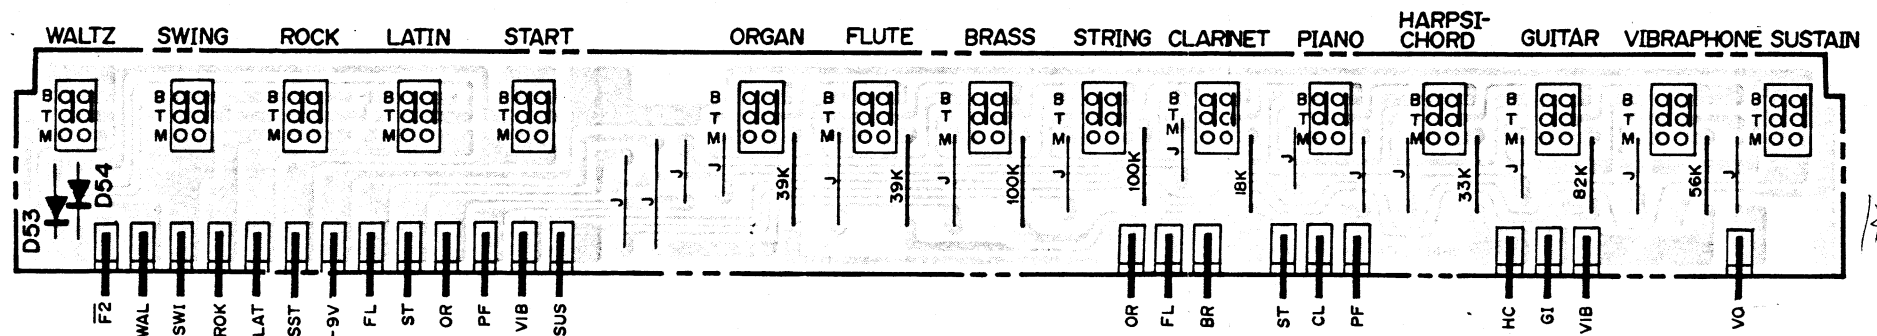 WALTZ SWING ROCK LATIN START ORGAN FLUTE BRASS STRING CLARINET PIANO HARPSI-
CHORD GUITAR VIBRAPHONE SUSTAIN
B B B B B B B B B B B B B B B
T T T T T T T T T T T T T T T
M M M M M M M M M M M M M M M
D53 D54
J J J J 39K J 39K J 100K J 100K J 18K J J 33K J 82K J 56K J
F2 WAL SWI ROK LAT SST -9V FL ST OR PF VIB SUS OR FL BR ST CL PF HC GI VIB VO